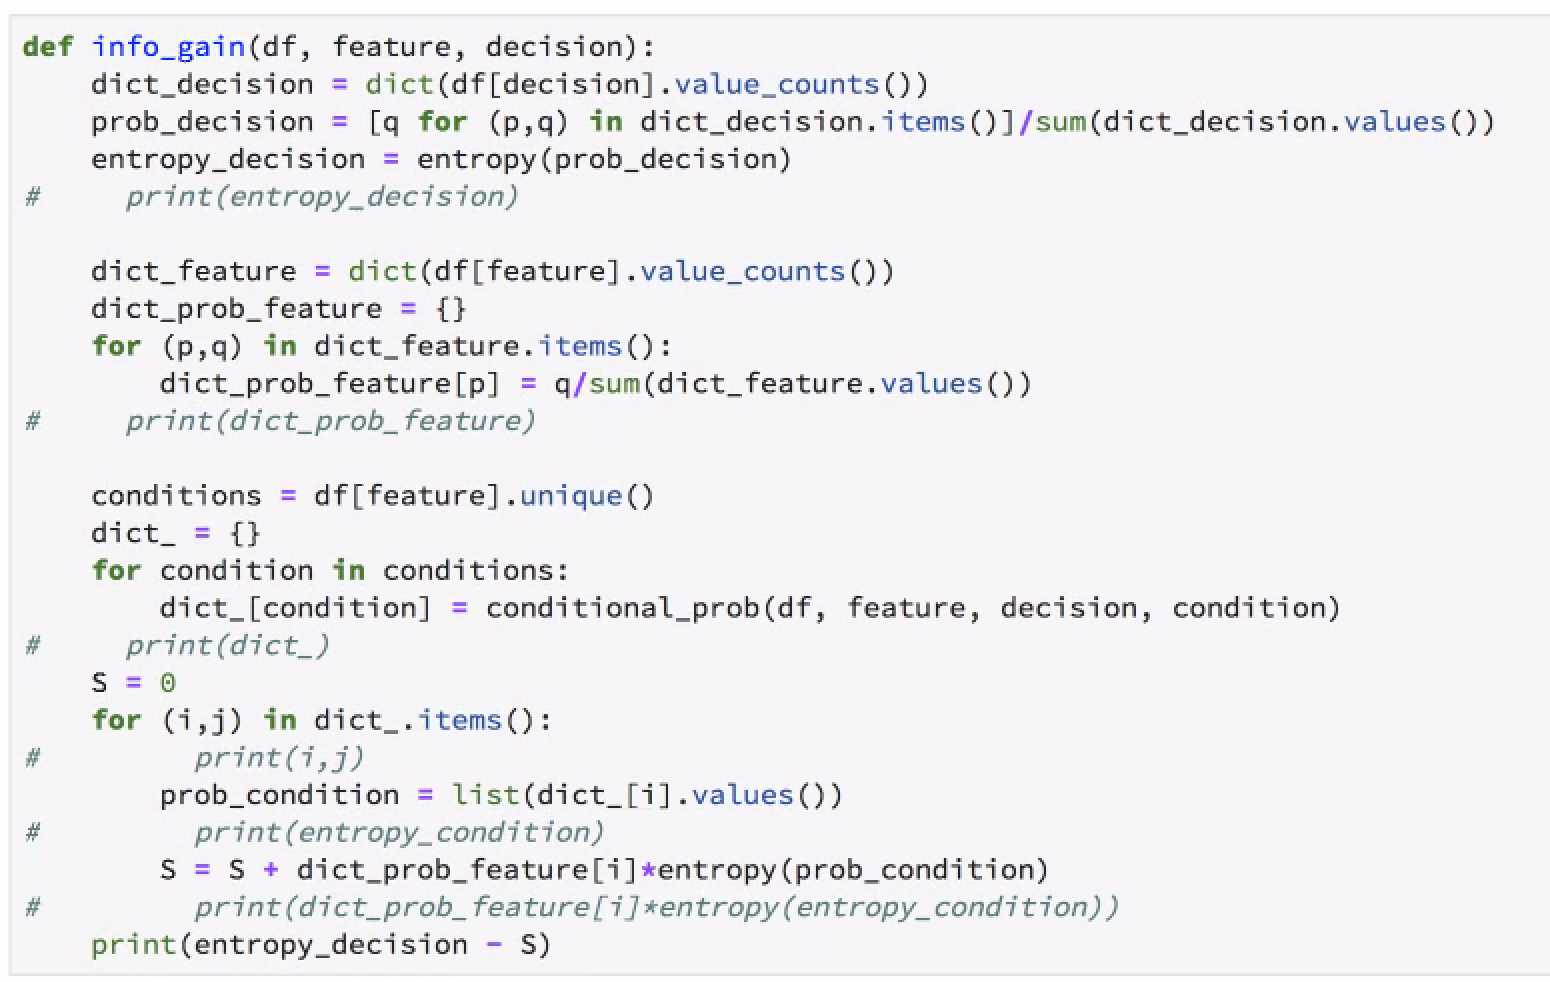 def info_gain(df, feature, decision):
    dict_decision = dict(df[decision].value_counts())
    prob_decision = [q for (p,q) in dict_decision.items()]/sum(dict_decision.values())
    entropy_decision = entropy(prob_decision)
#     print(entropy_decision)

    dict_feature = dict(df[feature].value_counts())
    dict_prob_feature = {}
    for (p,q) in dict_feature.items():
        dict_prob_feature[p] = q/sum(dict_feature.values())
#     print(dict_prob_feature)

    conditions = df[feature].unique()
    dict_ = {}
    for condition in conditions:
        dict_[condition] = conditional_prob(df, feature, decision, condition)
#     print(dict_)
    S = 0
    for (i,j) in dict_.items():
#         print(i,j)
        prob_condition = list(dict_[i].values())
#         print(entropy_condition)
        S = S + dict_prob_feature[i]*entropy(prob_condition)
#         print(dict_prob_feature[i]*entropy(entropy_condition))
    print(entropy_decision - S)